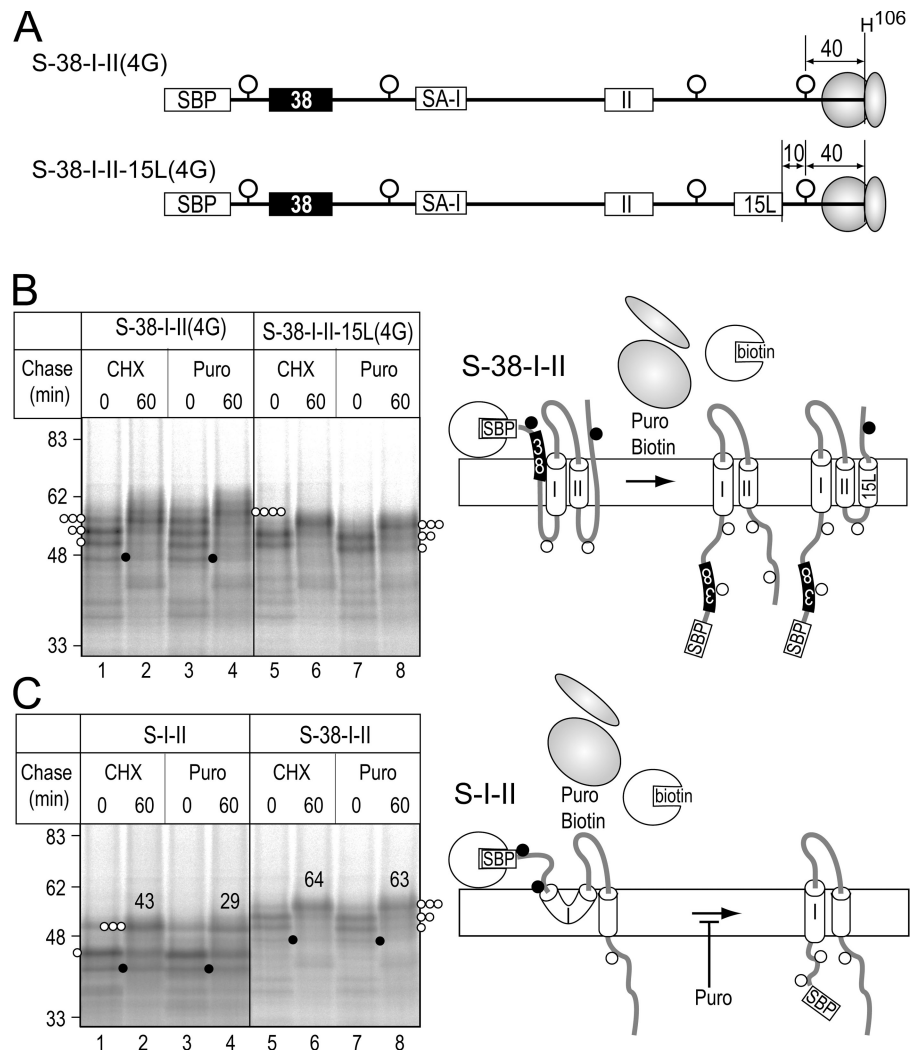 A
H106
S-38-I-II(4G)
40
SBP 38 SA-I II
S-38-I-II-15L(4G)
10 40
SBP 38 SA-I II 15L
B
S-38-I-II(4G) S-38-I-II-15L(4G)
Chase (min) CHX Puro CHX Puro
0 60 0 60 0 60 0 60
83
62
48
33
1 2 3 4 5 6 7 8
S-38-I-II
biotin
Puro
Biotin
SBP
38
I II
I II
I II 15L
38
38
SBP
SBP
C
S-I-II S-38-I-II
Chase (min) CHX Puro CHX Puro
0 60 0 60 0 60 0 60
83
62
48
33
43 29 64 63
1 2 3 4 5 6 7 8
S-I-II
Puro
Biotin
biotin
SBP
I
I
Puro
SBP